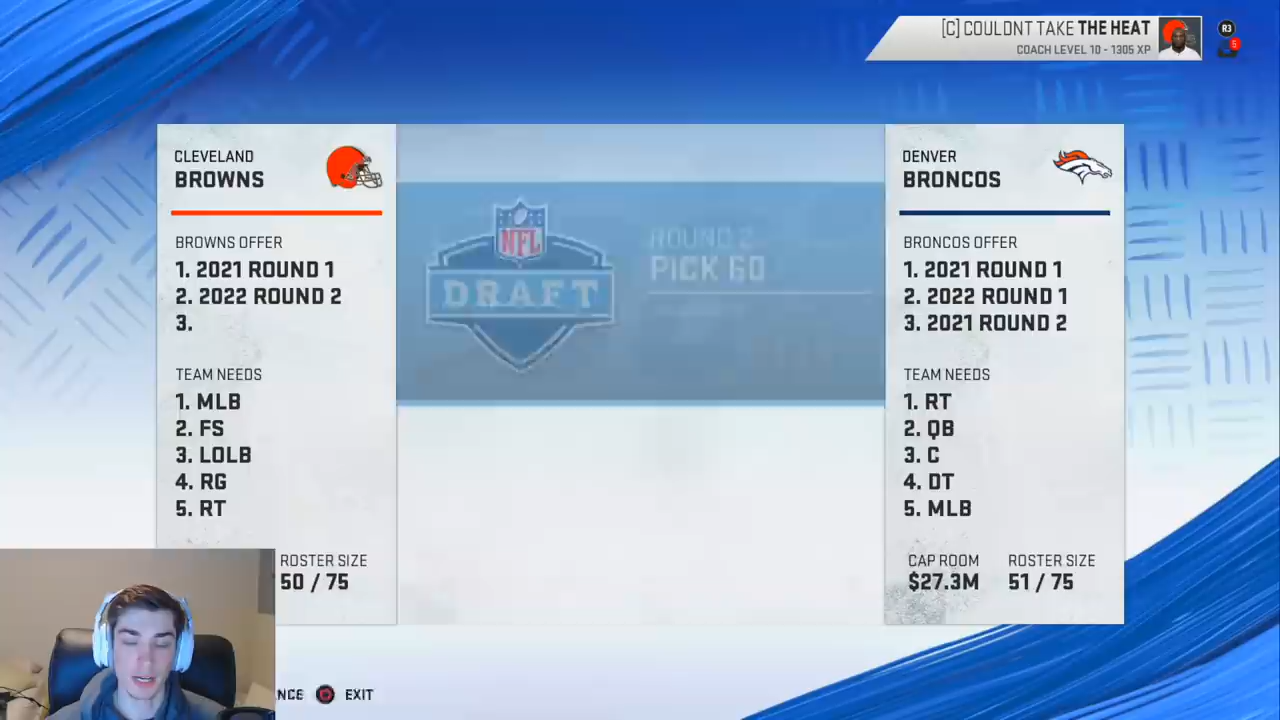 [C] COULDNT TAKE THE HEAT
COACH LEVEL 10 - 1305 XP
R3
5
CLEVELAND
BROWNS
BROWNS OFFER
1. 2021 ROUND 1
2. 2022 ROUND 2
3.
TEAM NEEDS
1. MLB
2. FS
3. LOLB
4. RG
5. RT
ROSTER SIZE
50 / 75
NFL
DRAFT
ROUND 2
PICK 60
DENVER
BRONCOS
BRONCOS OFFER
1. 2021 ROUND 1
2. 2022 ROUND 1
3. 2021 ROUND 2
TEAM NEEDS
1. RT
2. QB
3. C
4. DT
5. MLB
CAP ROOM
$27.3M
ROSTER SIZE
51 / 75
NCE
EXIT